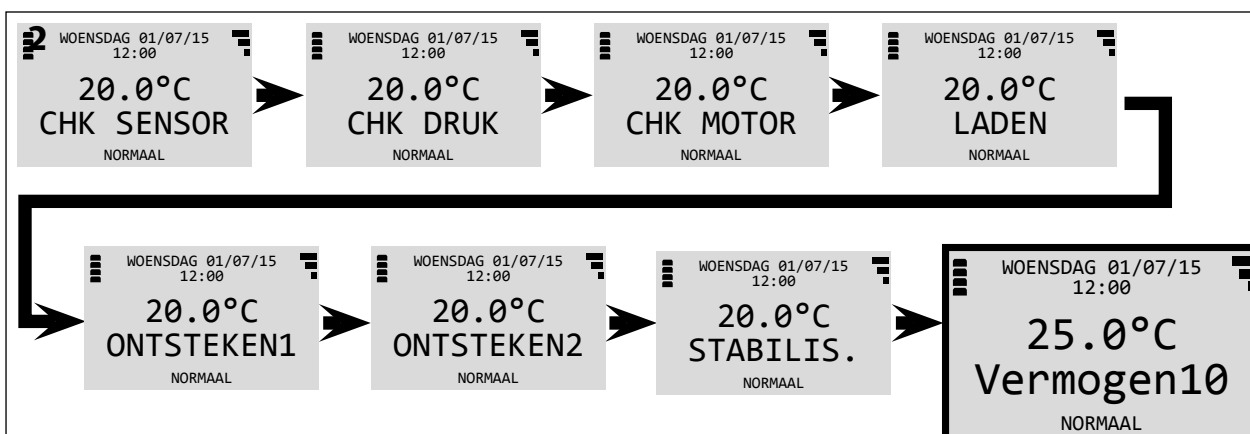 2
WOENSDAG 01/07/15
12:00
20.0°C
CHK SENSOR
NORMAAL
WOENSDAG 01/07/15
12:00
20.0°C
CHK DRUK
NORMAAL
WOENSDAG 01/07/15
12:00
20.0°C
CHK MOTOR
NORMAAL
WOENSDAG 01/07/15
12:00
20.0°C
LADEN
NORMAAL
WOENSDAG 01/07/15
12:00
20.0°C
ONTSTEKEN1
NORMAAL
WOENSDAG 01/07/15
12:00
20.0°C
ONTSTEKEN2
NORMAAL
WOENSDAG 01/07/15
12:00
20.0°C
STABILIS.
NORMAAL
WOENSDAG 01/07/15
12:00
25.0°C
Vermogen10
NORMAAL